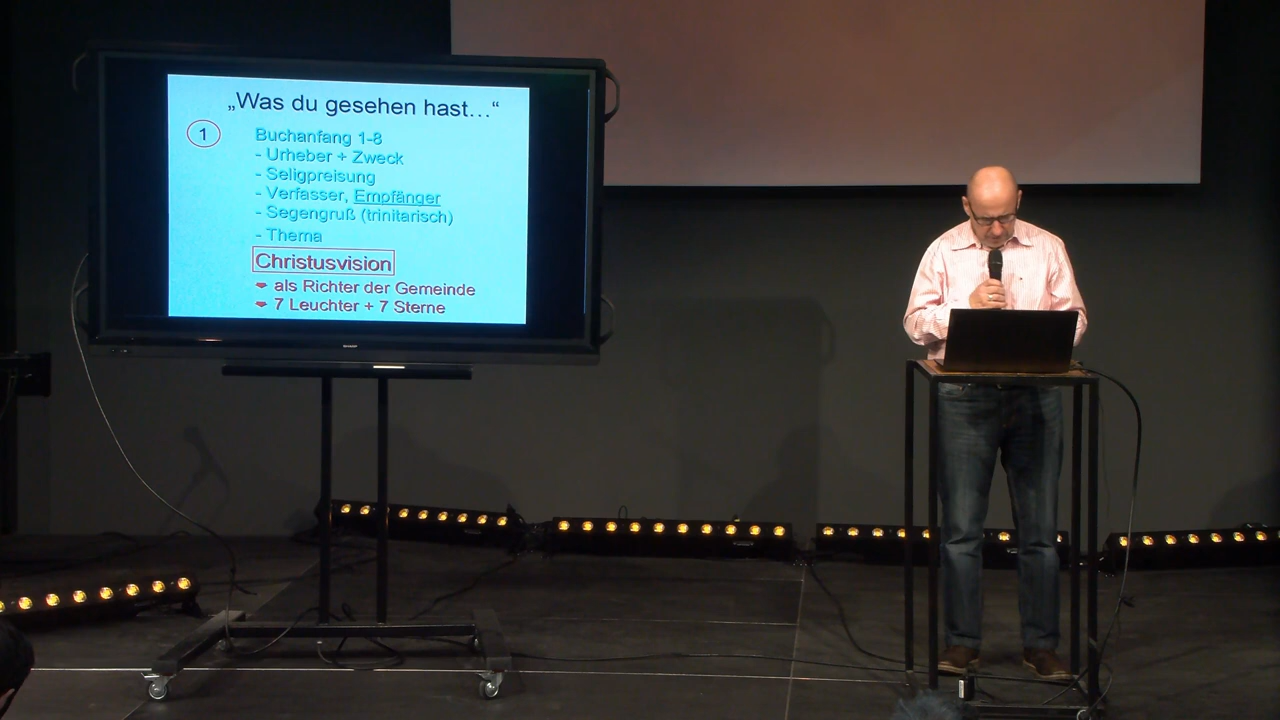 „Was du gesehen hast…“
1
Buchanfang 1-8
- Urheber + Zweck
- Seligpreisung
- Verfasser, Empfänger
- Segengruß (trinitarisch)
- Thema
Christusvision
als Richter der Gemeinde
7 Leuchter + 7 Sterne
SHARP